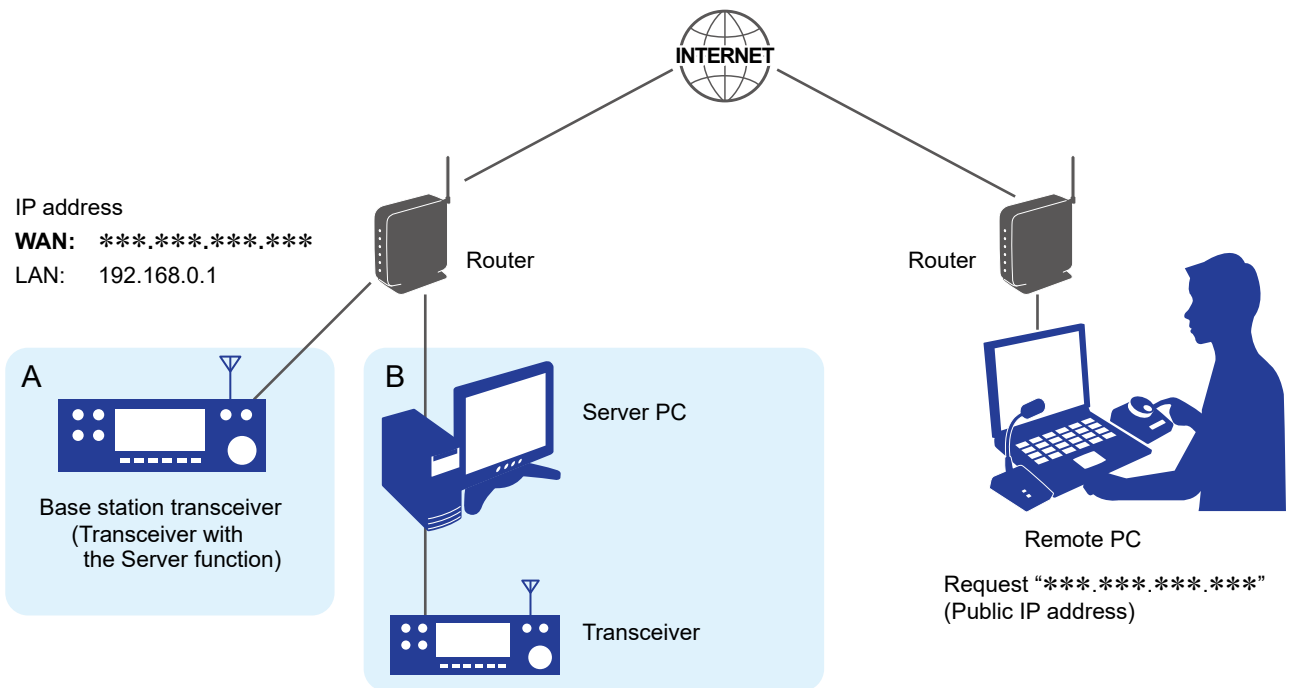 INTERNET
IP address
WAN: ***.***.***.***
LAN: 192.168.0.1
Router
Router
A
Base station transceiver
(Transceiver with
the Server function)
B
Server PC
Transceiver
Remote PC
Request “***.***.***.***”
(Public IP address)